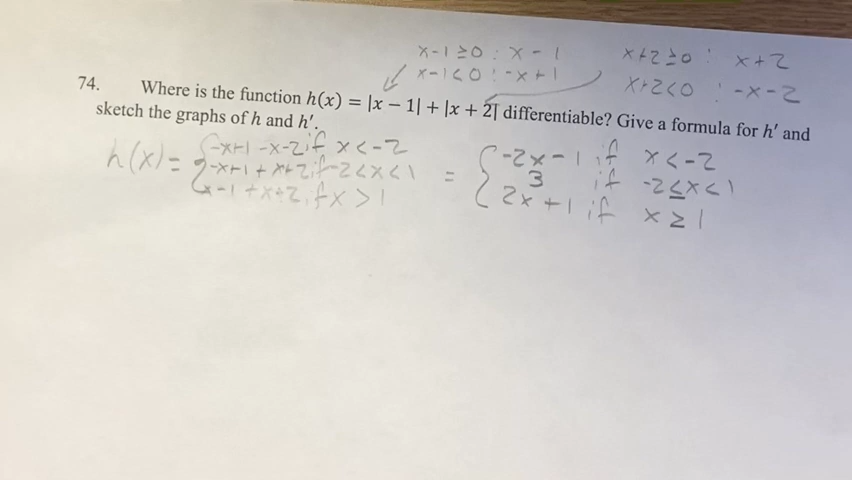 x-1≥0 : x-1 x+2≥0 : x+2
x-1<0 : -x+1 x+2<0 : -x-2
74. Where is the function h(x) = |x − 1| + |x + 2| differentiable? Give a formula for h′ and
sketch the graphs of h and h′.
h(x) = { -x+1 -x-2 if x<-2 = { -2x-1 if x<-2
-x+1 + x+2 if -2<x<1 3 if -2≤x<1
x-1 +x+2 if x>1 2x+1 if x≥1